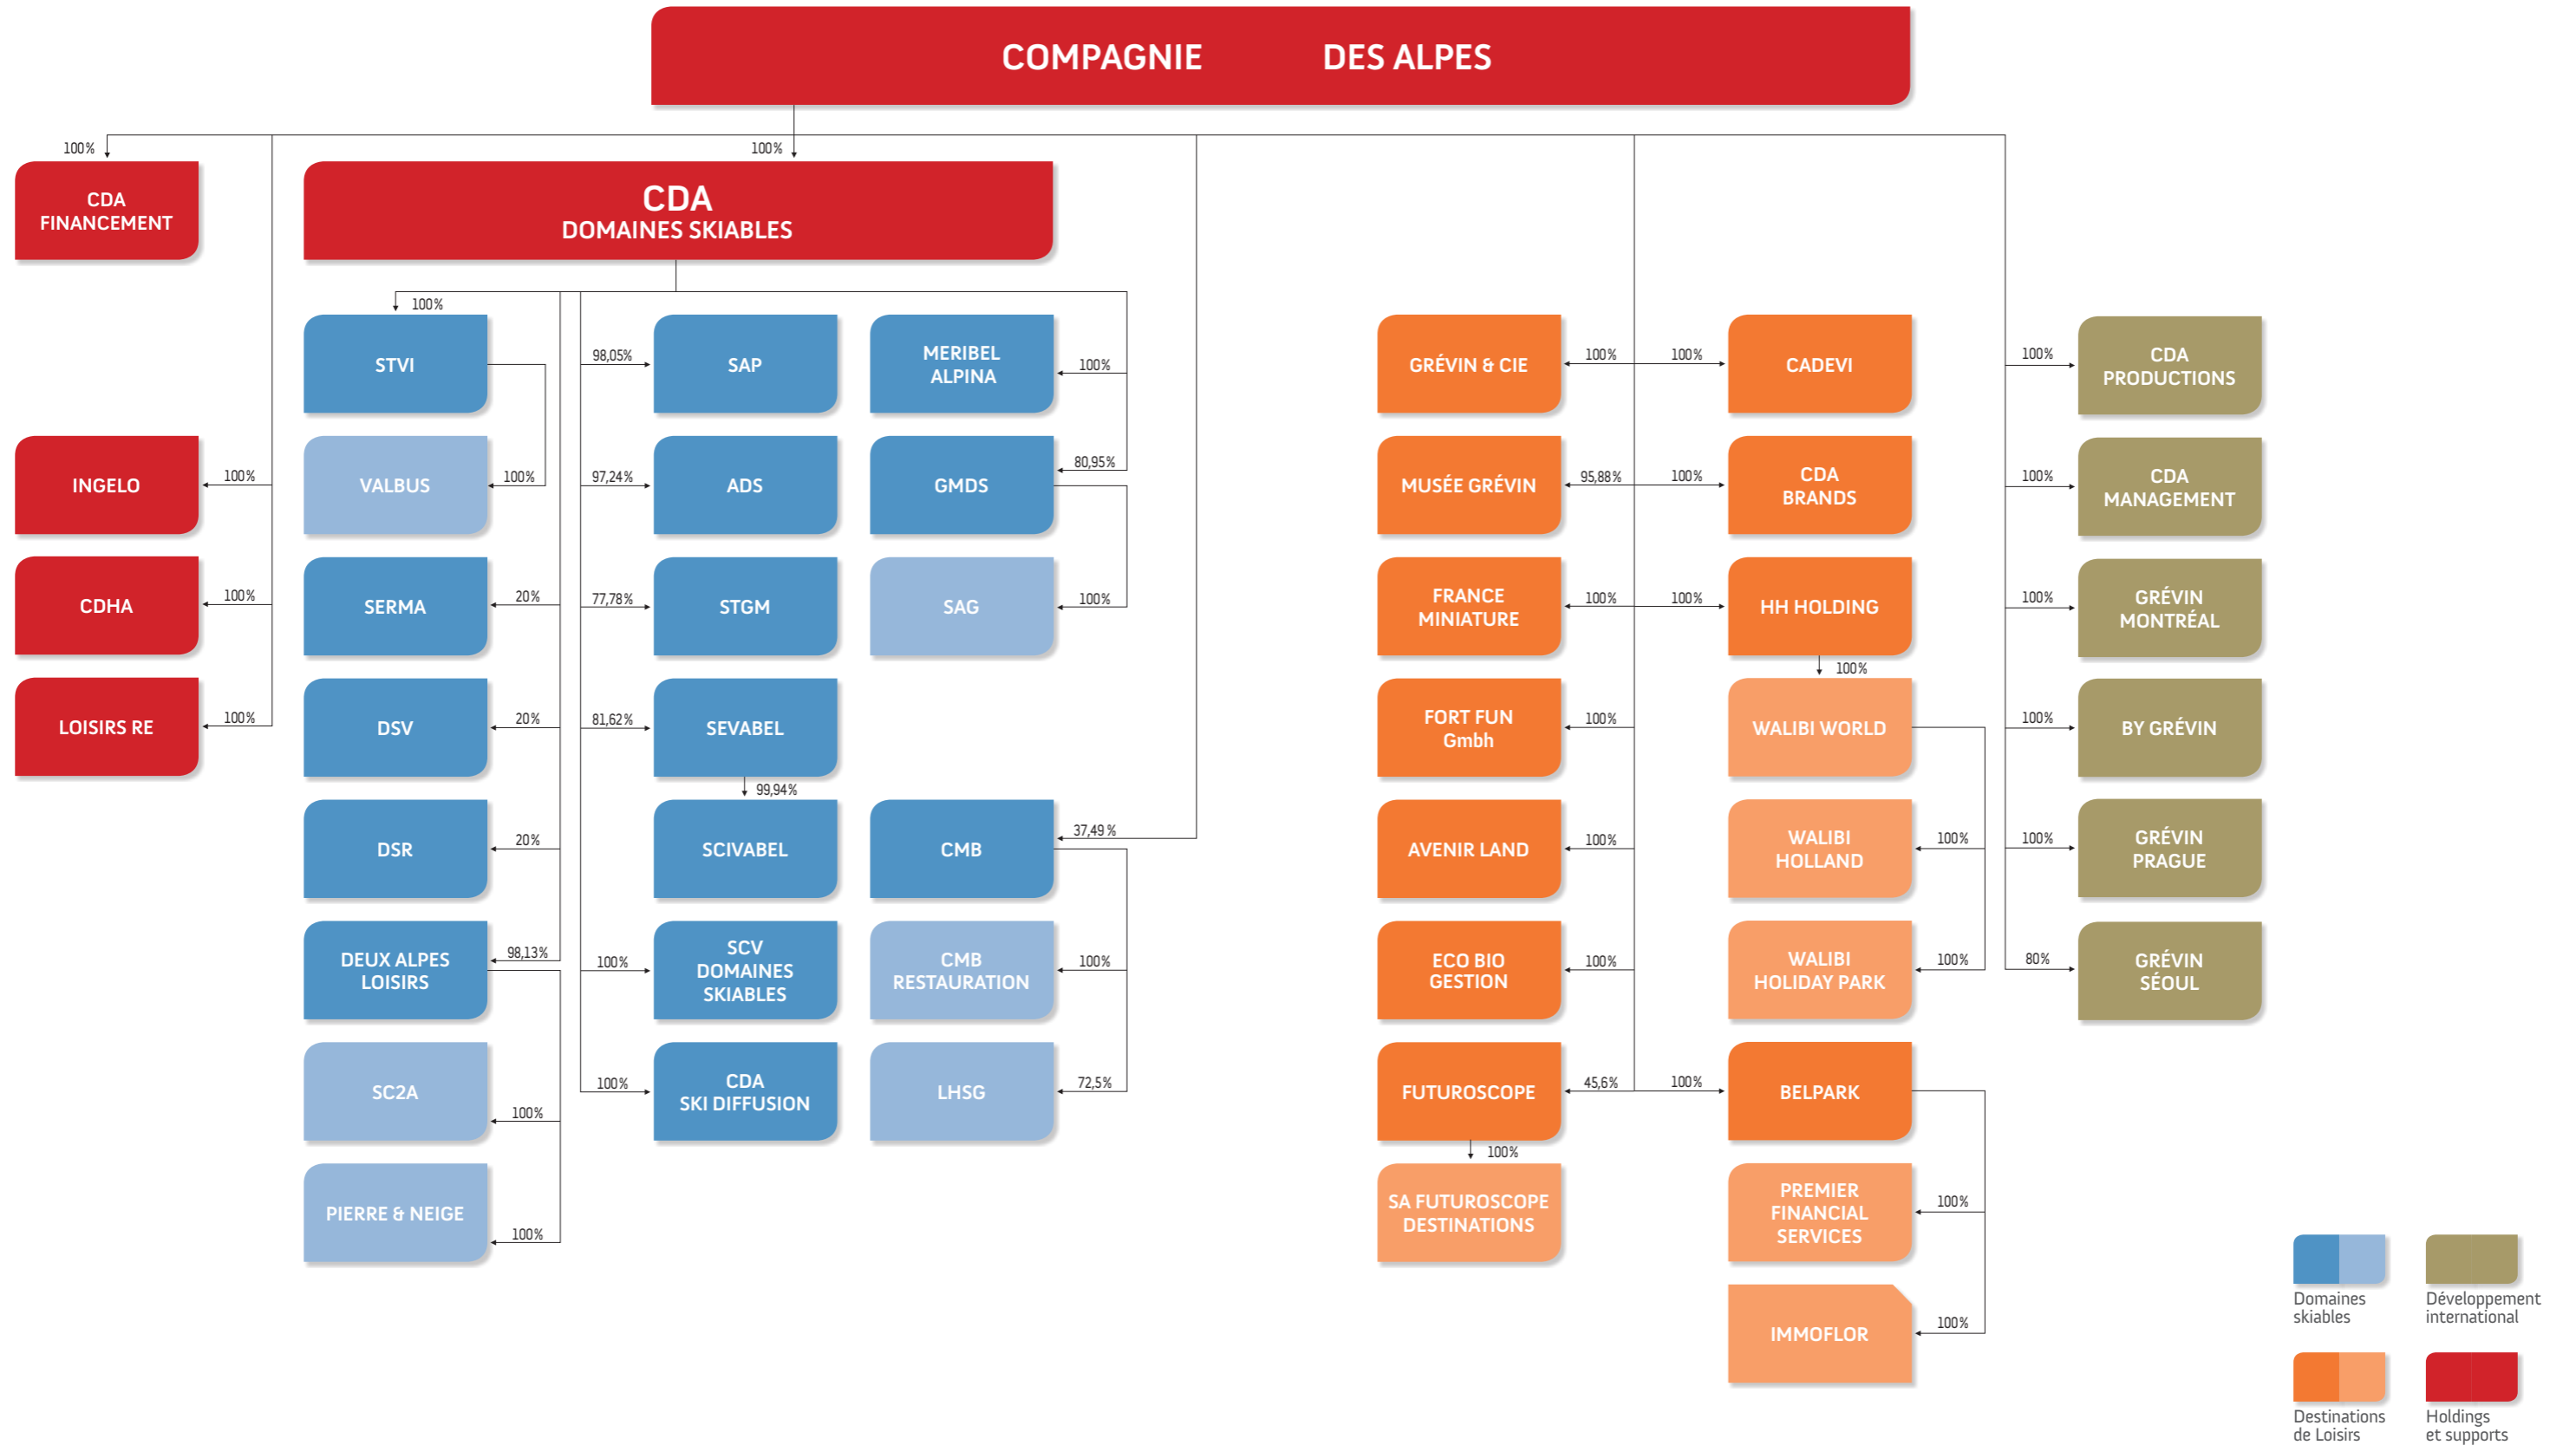 COMPAGNIE DES ALPES
100%
100%
CDA
FINANCEMENT
CDA
DOMAINES SKIABLES
INGELO
100%
CDHA
100%
LOISIRS RE
100%
100%
STVI
VALBUS
100%
SERMA
20%
DSV
20%
DSR
20%
DEUX ALPES
LOISIRS
98,13%
SC2A
100%
PIERRE & NEIGE
100%
98,05%
SAP
97,24%
ADS
77,78%
STGM
81,62%
SEVABEL
99,94%
SCIVABEL
100%
SCV
DOMAINES
SKIABLES
100%
CDA
SKI DIFFUSION
MERIBEL
ALPINA
100%
GMDS
80,95%
SAG
100%
CMB
37,49 %
CMB
RESTAURATION
100%
LHSG
72,5%
GRÉVIN & CIE
100%
MUSÉE GRÉVIN
95,88%
FRANCE
MINIATURE
100%
FORT FUN
Gmbh
100%
AVENIR LAND
100%
ECO BIO
GESTION
100%
FUTUROSCOPE
45,6%
100%
SA FUTUROSCOPE
DESTINATIONS
100%
CADEVI
100%
CDA
BRANDS
100%
HH HOLDING
100%
WALIBI WORLD
WALIBI
HOLLAND
100%
WALIBI
HOLIDAY PARK
100%
100%
BELPARK
PREMIER
FINANCIAL
SERVICES
100%
IMMOFLOR
100%
100%
CDA
PRODUCTIONS
100%
CDA
MANAGEMENT
100%
GRÉVIN
MONTRÉAL
100%
BY GRÉVIN
100%
GRÉVIN
PRAGUE
80%
GRÉVIN
SÉOUL
Domaines
skiables
Développement
international
Destinations
de Loisirs
Holdings
et supports